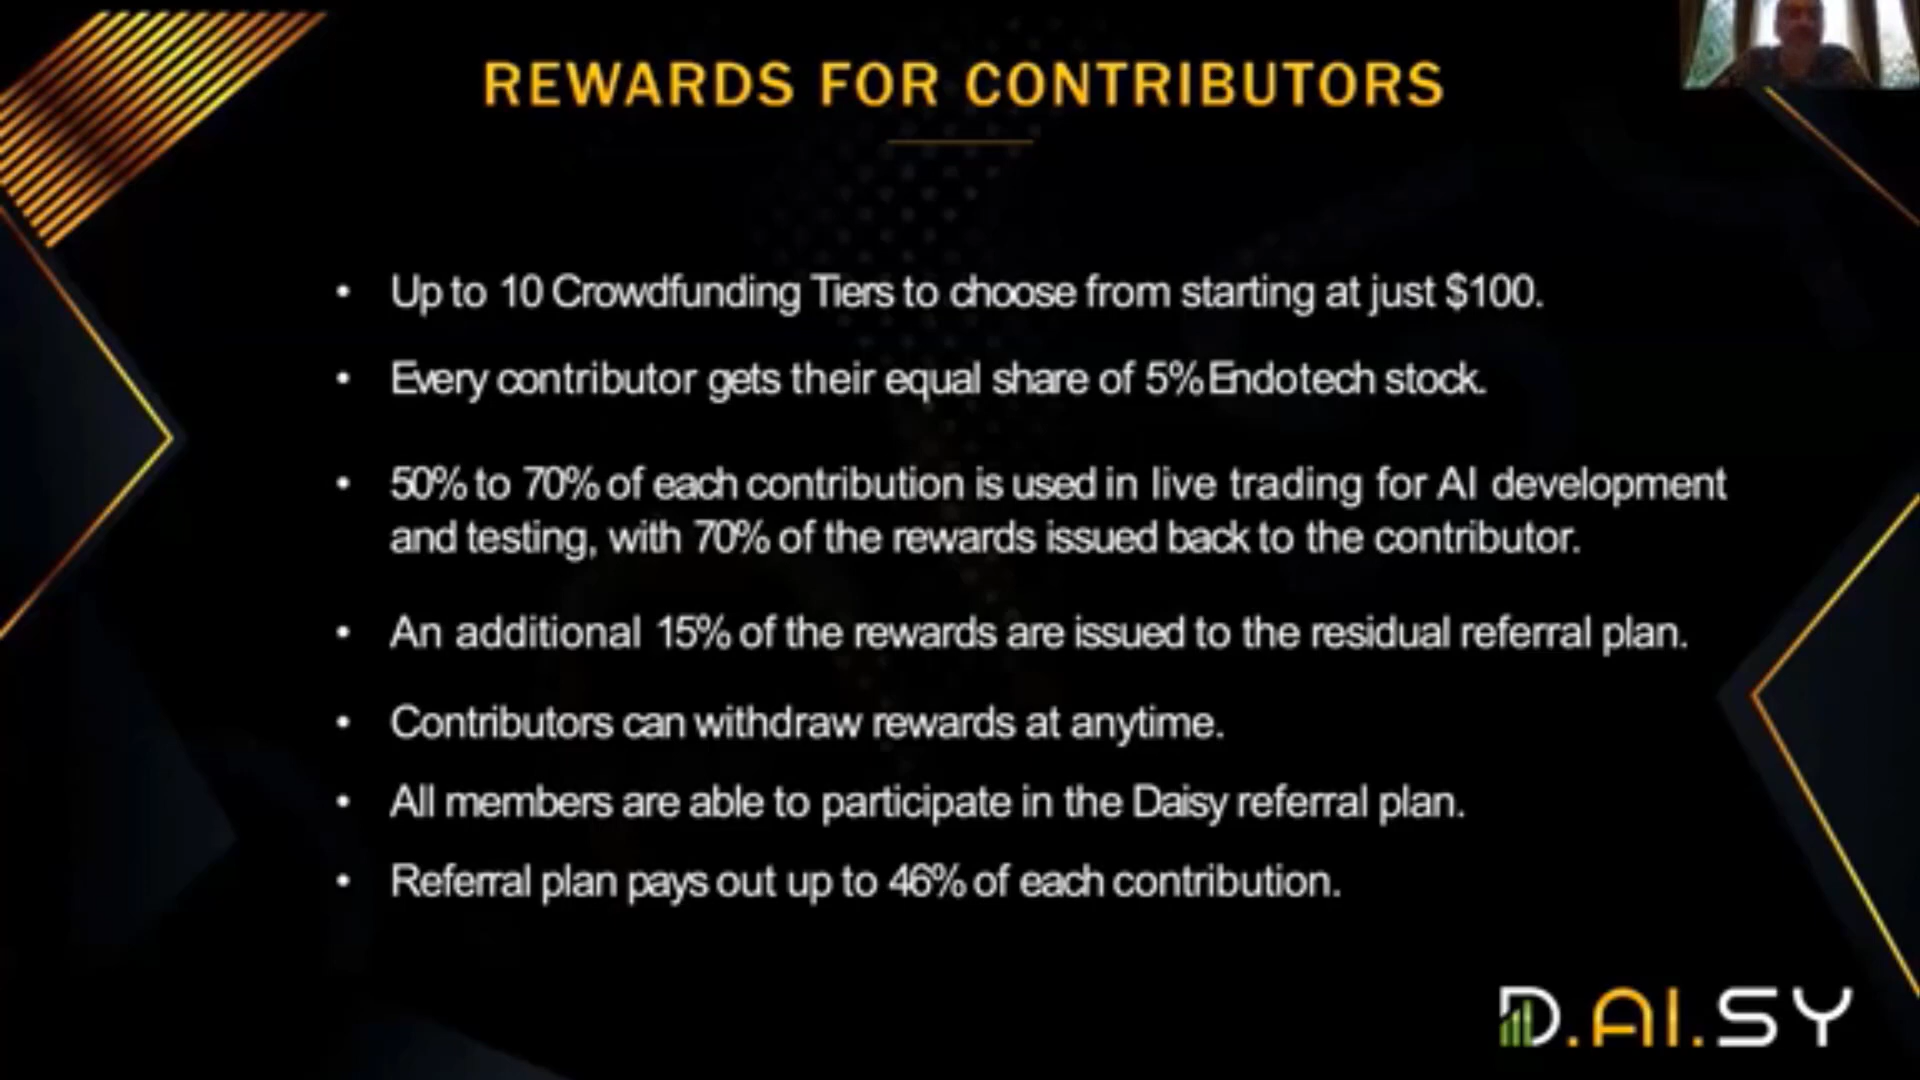 REWARDS FOR CONTRIBUTORS
• Up to 10 Crowdfunding Tiers to choose from starting at just $100.
• Every contributor gets their equal share of 5% Endotech stock.
• 50% to 70% of each contribution is used in live trading for AI development
and testing, with 70% of the rewards issued back to the contributor.
• An additional 15% of the rewards are issued to the residual referral plan.
• Contributors can withdraw rewards at anytime.
• All members are able to participate in the Daisy referral plan.
• Referral plan pays out up to 46% of each contribution.
D.AI.SY